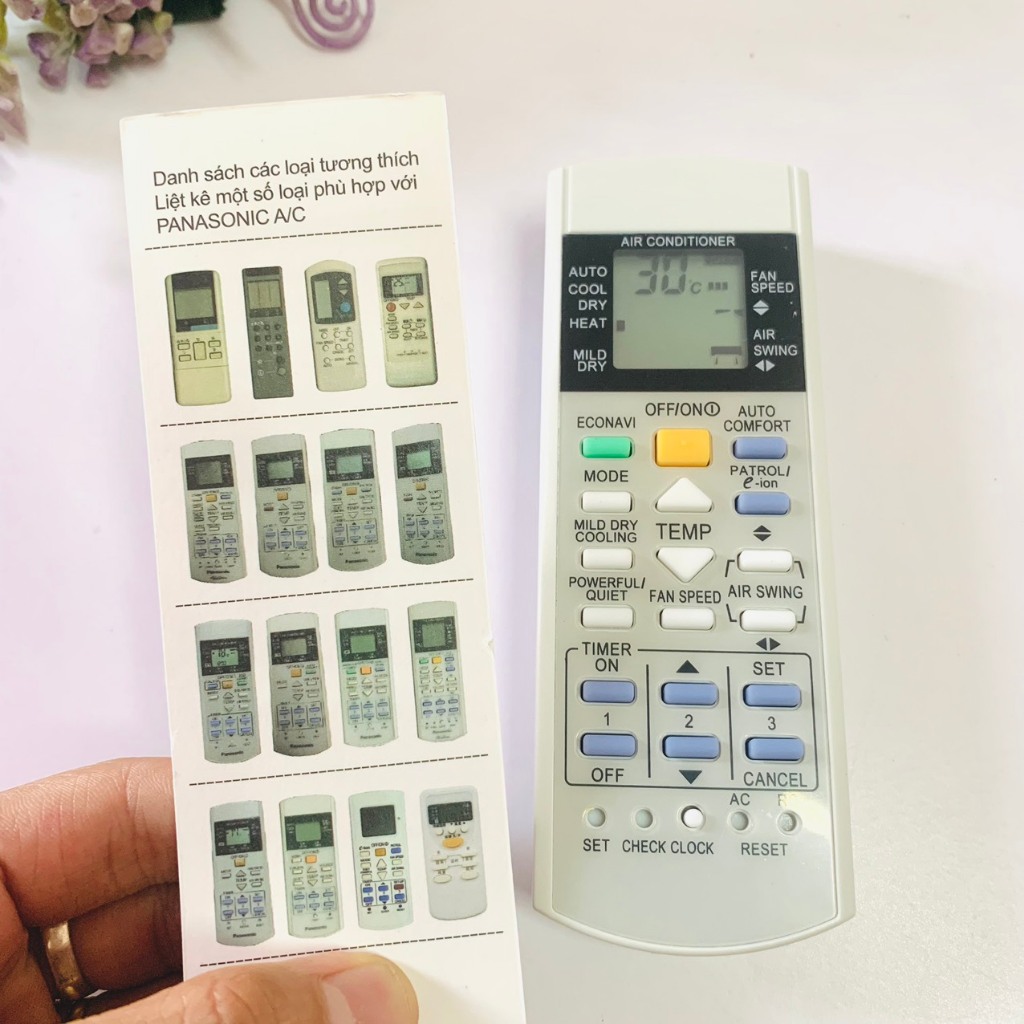 Danh sách các loại tương thích
Liệt kê một số loại phù hợp với
PANASONIC A/C
AIR CONDITIONER
AUTO
COOL
DRY
HEAT
MILD
DRY
30°C
FAN
SPEED
AIR
SWING
OFF/ON
ECONAVI
AUTO
COMFORT
MODE
PATROL/
e-ion
MILD DRY
COOLING
TEMP
POWERFUL/
QUIET
FAN SPEED
AIR SWING
TIMER
ON
SET
1
2
3
OFF
CANCEL
AC
SET
CHECK
CLOCK
RESET